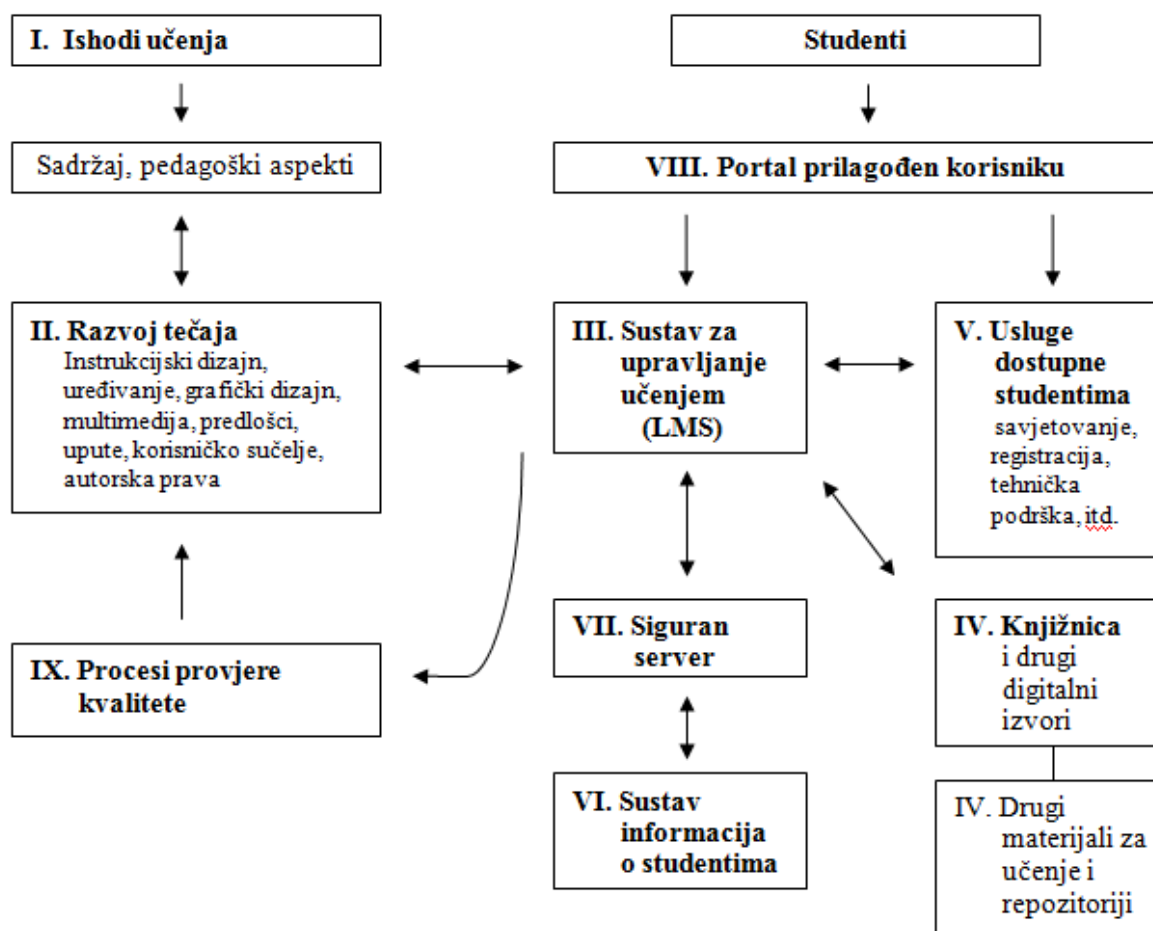 I. Ishodi učenja
Studenti
Sadržaj, pedagoški aspekti
VIII. Portal prilagođen korisniku
II. Razvoj tečaja
Instrukcijski dizajn,
uređivanje, grafički dizajn,
multimedija, predlošci,
upute, korisničko sučelje,
autorska prava
III. Sustav za
upravljanje
učenjem
(LMS)
V. Usluge
dostupne
studentima
savjetovanje,
registracija,
tehnička
podrška, itd.
IX. Procesi provjere
kvalitete
VII. Siguran
server
IV. Knjižnica
i drugi
digitalni
izvori
VI. Sustav
informacija
o studentima
IV. Drugi
materijali za
učenje i
repozitoriji